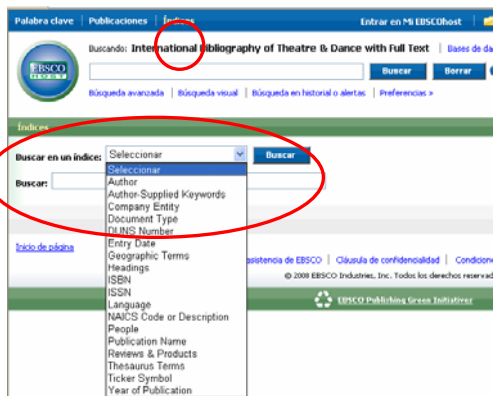 Palabra clave | Publicaciones | Índices Entrar en Mi EBSCOhost
Buscando: International Bibliography of Theatre & Dance with Full Text | Bases de da
EBSCO
HOST
Buscar Borrar
Búsqueda avanzada | Búsqueda visual | Búsqueda en historial o alertas | Preferencias »
Índices
Buscar en un índice: Seleccionar Buscar
Buscar:
Seleccionar
Author
Author-Supplied Keywords
Company Entity
Document Type
DUNS Number
Entry Date
Geographic Terms
Headings
ISBN
ISSN
Language
NAICS Code or Description
People
Publication Name
Reviews & Products
Thesaurus Terms
Ticker Symbol
Year of Publication
Inicio de página
asistencia de EBSCO | Cláusula de confidencialidad | Condicione
© 2008 EBSCO Industries, Inc. Todos los derechos reservad
EBSCO Publishing Green Initiatives